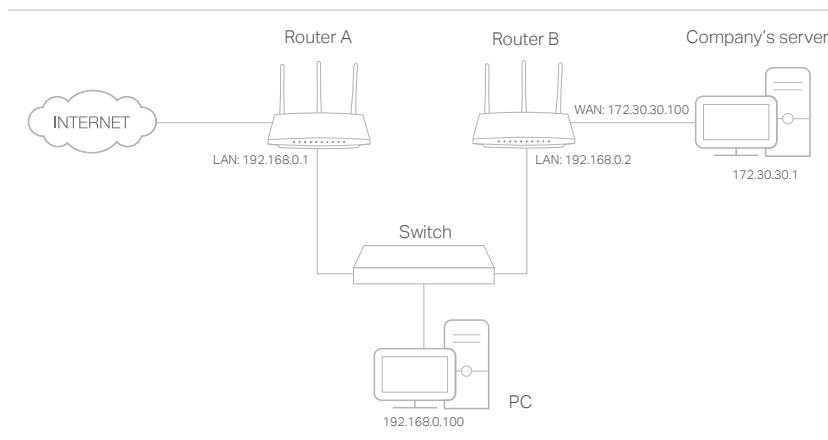 Router A
Router B
Company's server
INTERNET
WAN: 172.30.30.100
LAN: 192.168.0.1
LAN: 192.168.0.2
172.30.30.1
Switch
PC
192.168.0.100